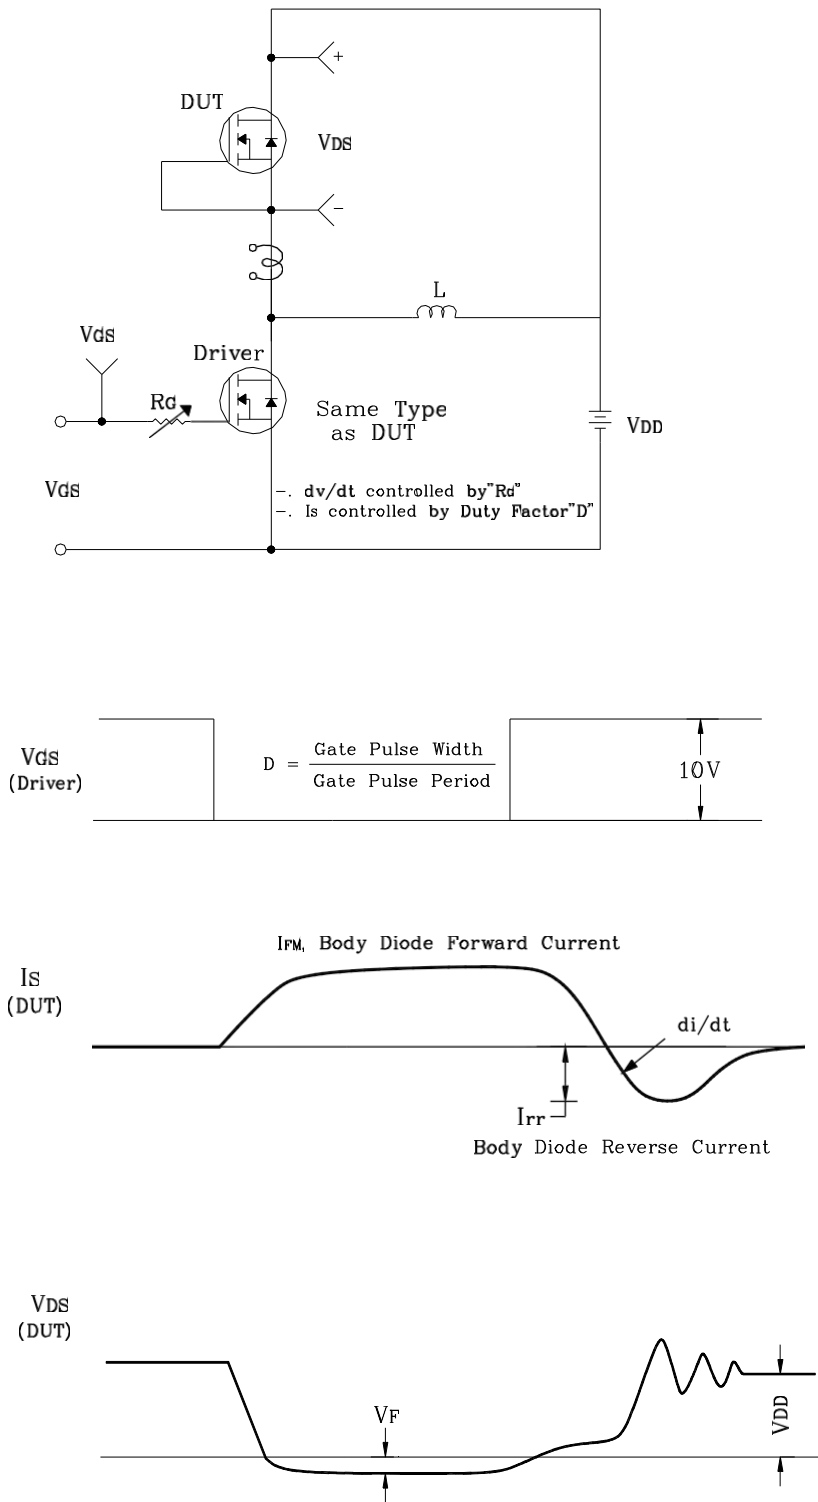 +
DUT
VDS
-
L
VGS
Driver
RG
Same Type
as DUT
VDD
VGS
-. dv/dt controlled by"RG"
-. Is controlled by Duty Factor"D"
VGS
(Driver)
D = Gate Pulse Width
Gate Pulse Period
10V
IFM, Body Diode Forward Current
IS
(DUT)
di/dt
Irr
Body Diode Reverse Current
VDS
(DUT)
VF
VDD